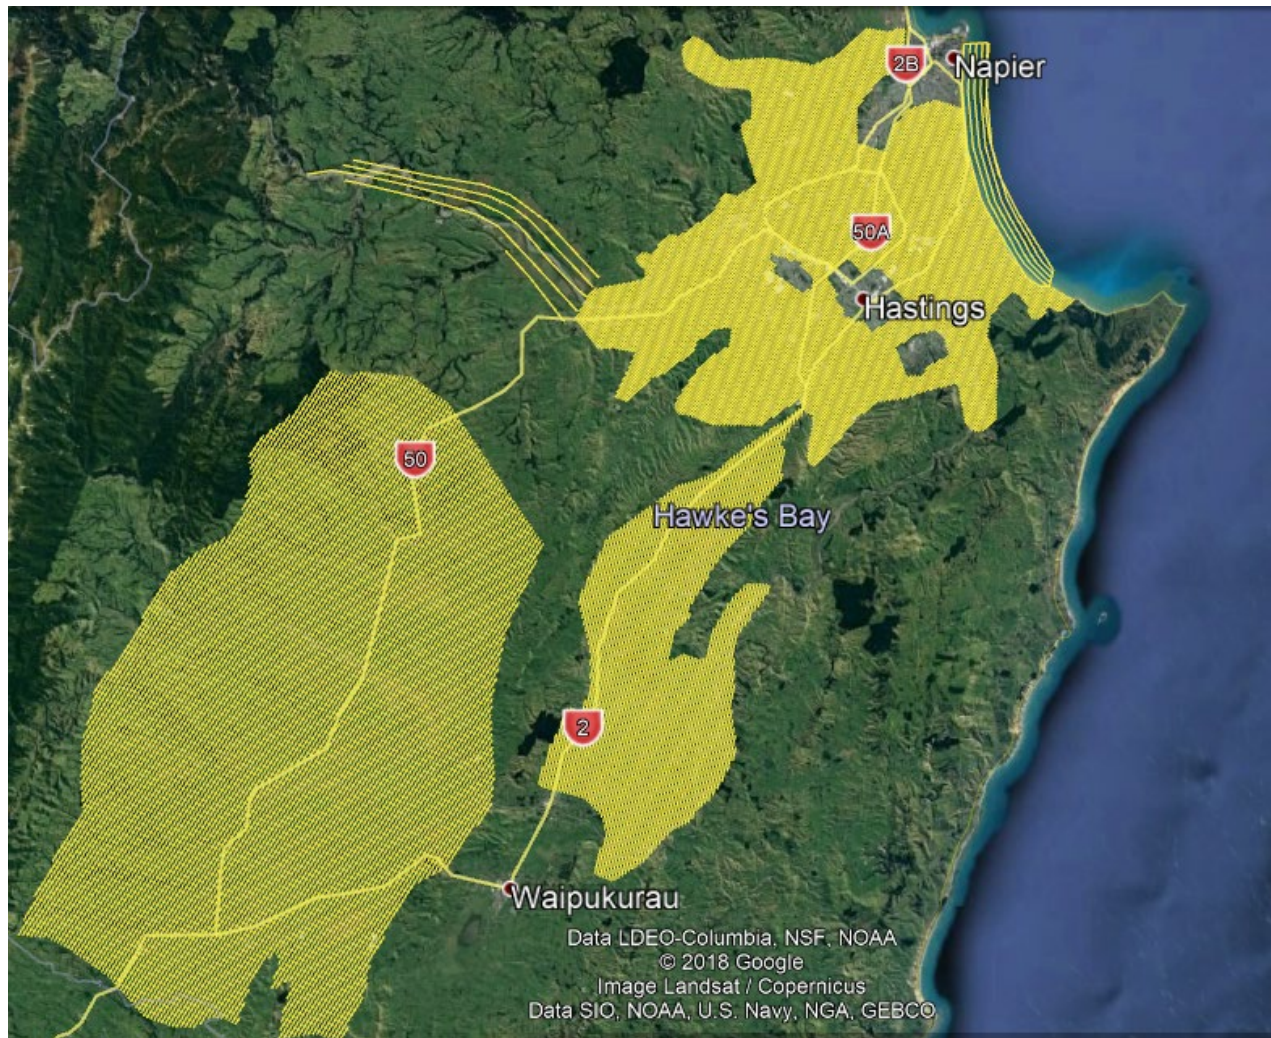 2B
Napier
50A
Hastings
50
Hawke's Bay
2
Waipukurau
Data LDEO-Columbia, NSF, NOAA
© 2018 Google
Image Landsat / Copernicus
Data SIO, NOAA, U.S. Navy, NGA, GEBCO